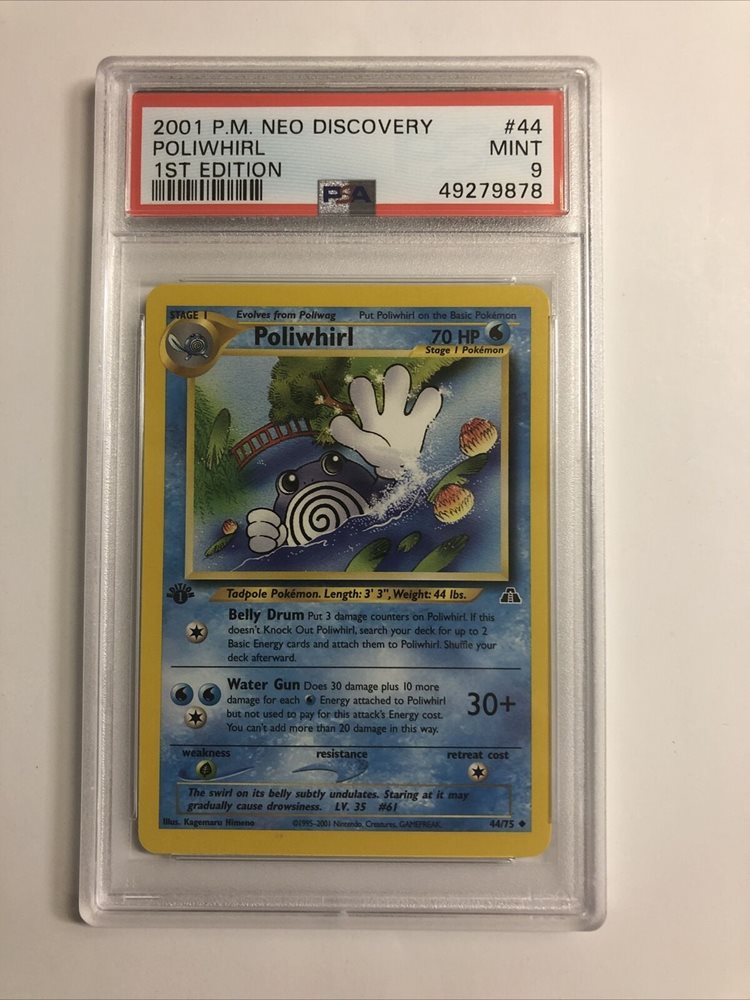 2001 P.M. NEO DISCOVERY #44
POLIWHIRL MINT
1ST EDITION 9
PSA 49279878
STAGE 1 Evolves from Poliwag Put Poliwhirl on the Basic Pokémon
Poliwhirl 70 HP
Stage 1 Pokémon
EDITION
1
Tadpole Pokémon. Length: 3' 3", Weight: 44 lbs.
Belly Drum Put 3 damage counters on Poliwhirl. If this
doesn't Knock Out Poliwhirl, search your deck for up to 2
Basic Energy cards and attach them to Poliwhirl. Shuffle your
deck afterward.
Water Gun Does 30 damage plus 10 more
damage for each Energy attached to Poliwhirl
but not used to pay for this attack's Energy cost.
You can't add more than 20 damage in this way.
30+
weakness resistance retreat cost
The swirl on its belly subtly undulates. Staring at it may
gradually cause drowsiness. LV. 35 #61
Illus. Kagemaru Himeno ©1995-2001 Nintendo, Creatures, GAMEFREAK. 44/75